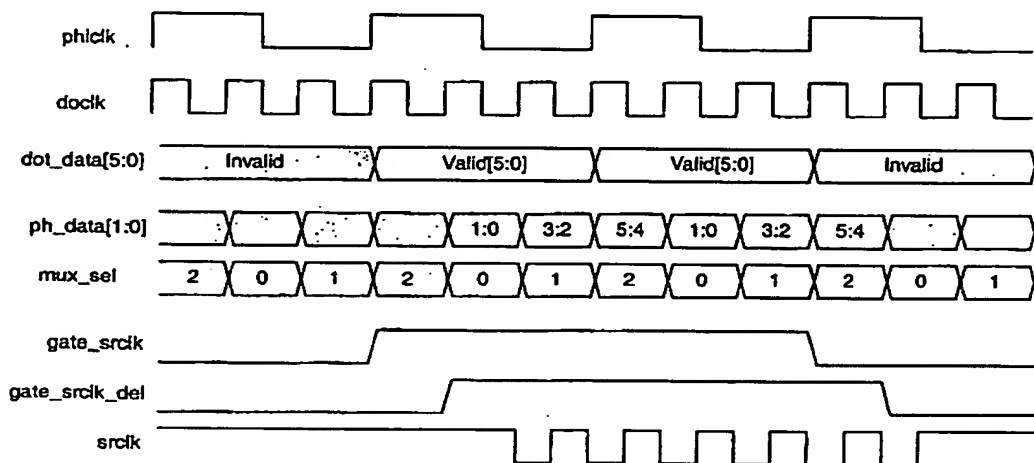 phiclk
doclk
dot_data[5:0] Invalid Valid[5:0] Valid[5:0] Invalid
ph_data[1:0] 1:0 3:2 5:4 1:0 3:2 5:4
mux_sel 2 0 1 2 0 1 2 0 1 2 0 1
gate_srclk
gate_srclk_del
srclk